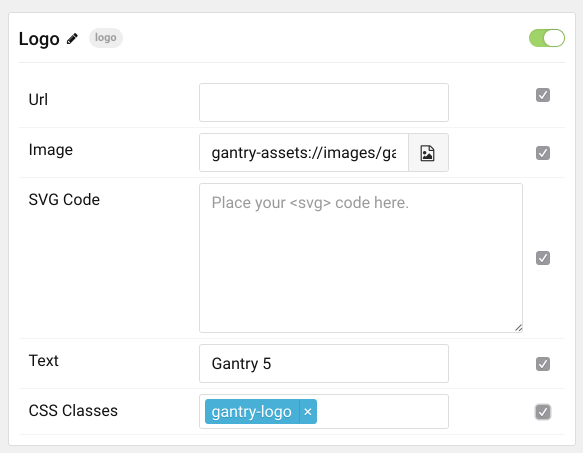 Logo logo
Url
Image gantry-assets://images/ga
SVG Code Place your <svg> code here.
Text Gantry 5
CSS Classes gantry-logo ×